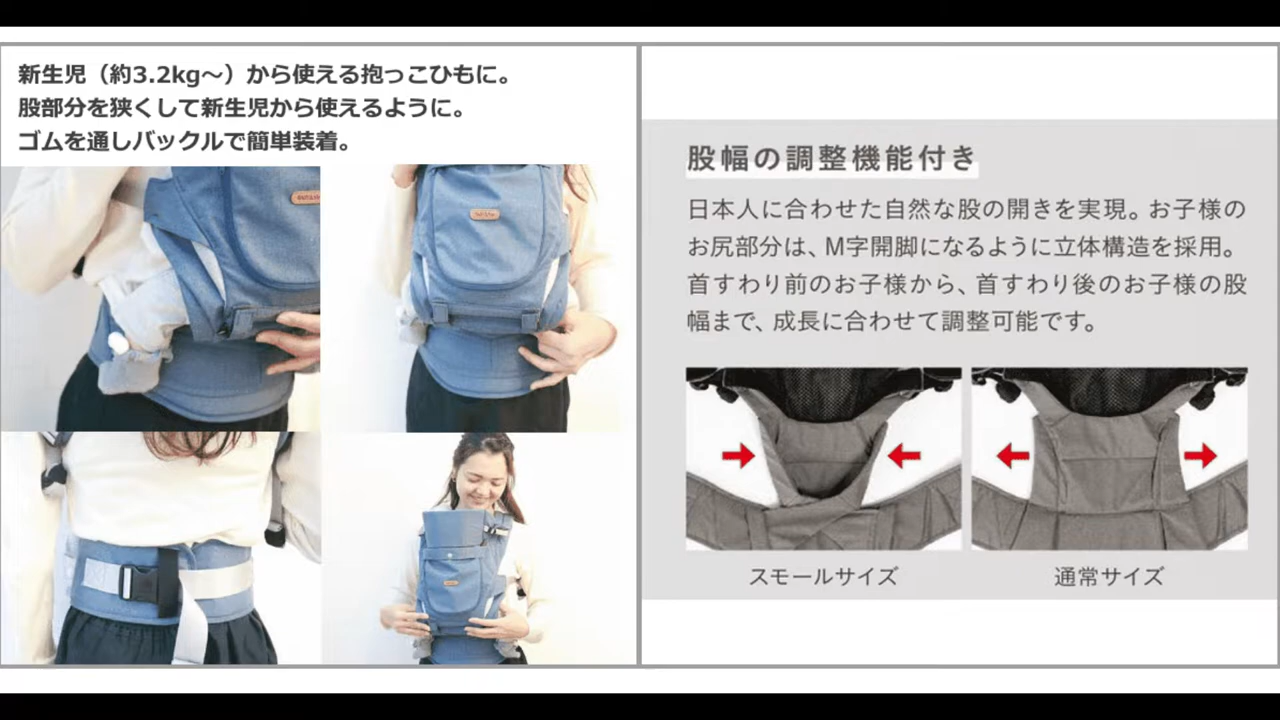 新生児（約3.2kg〜）から使える抱っこひもに。
股部分を狭くして新生児から使えるように。
ゴムを通しバックルで簡単装着。
股幅の調整機能付き
日本人に合わせた自然な股の開きを実現。お子様の
お尻部分は、M字開脚になるように立体構造を採用。
首すわり前のお子様から、首すわり後のお子様の股
幅まで、成長に合わせて調整可能です。
スモールサイズ
通常サイズ